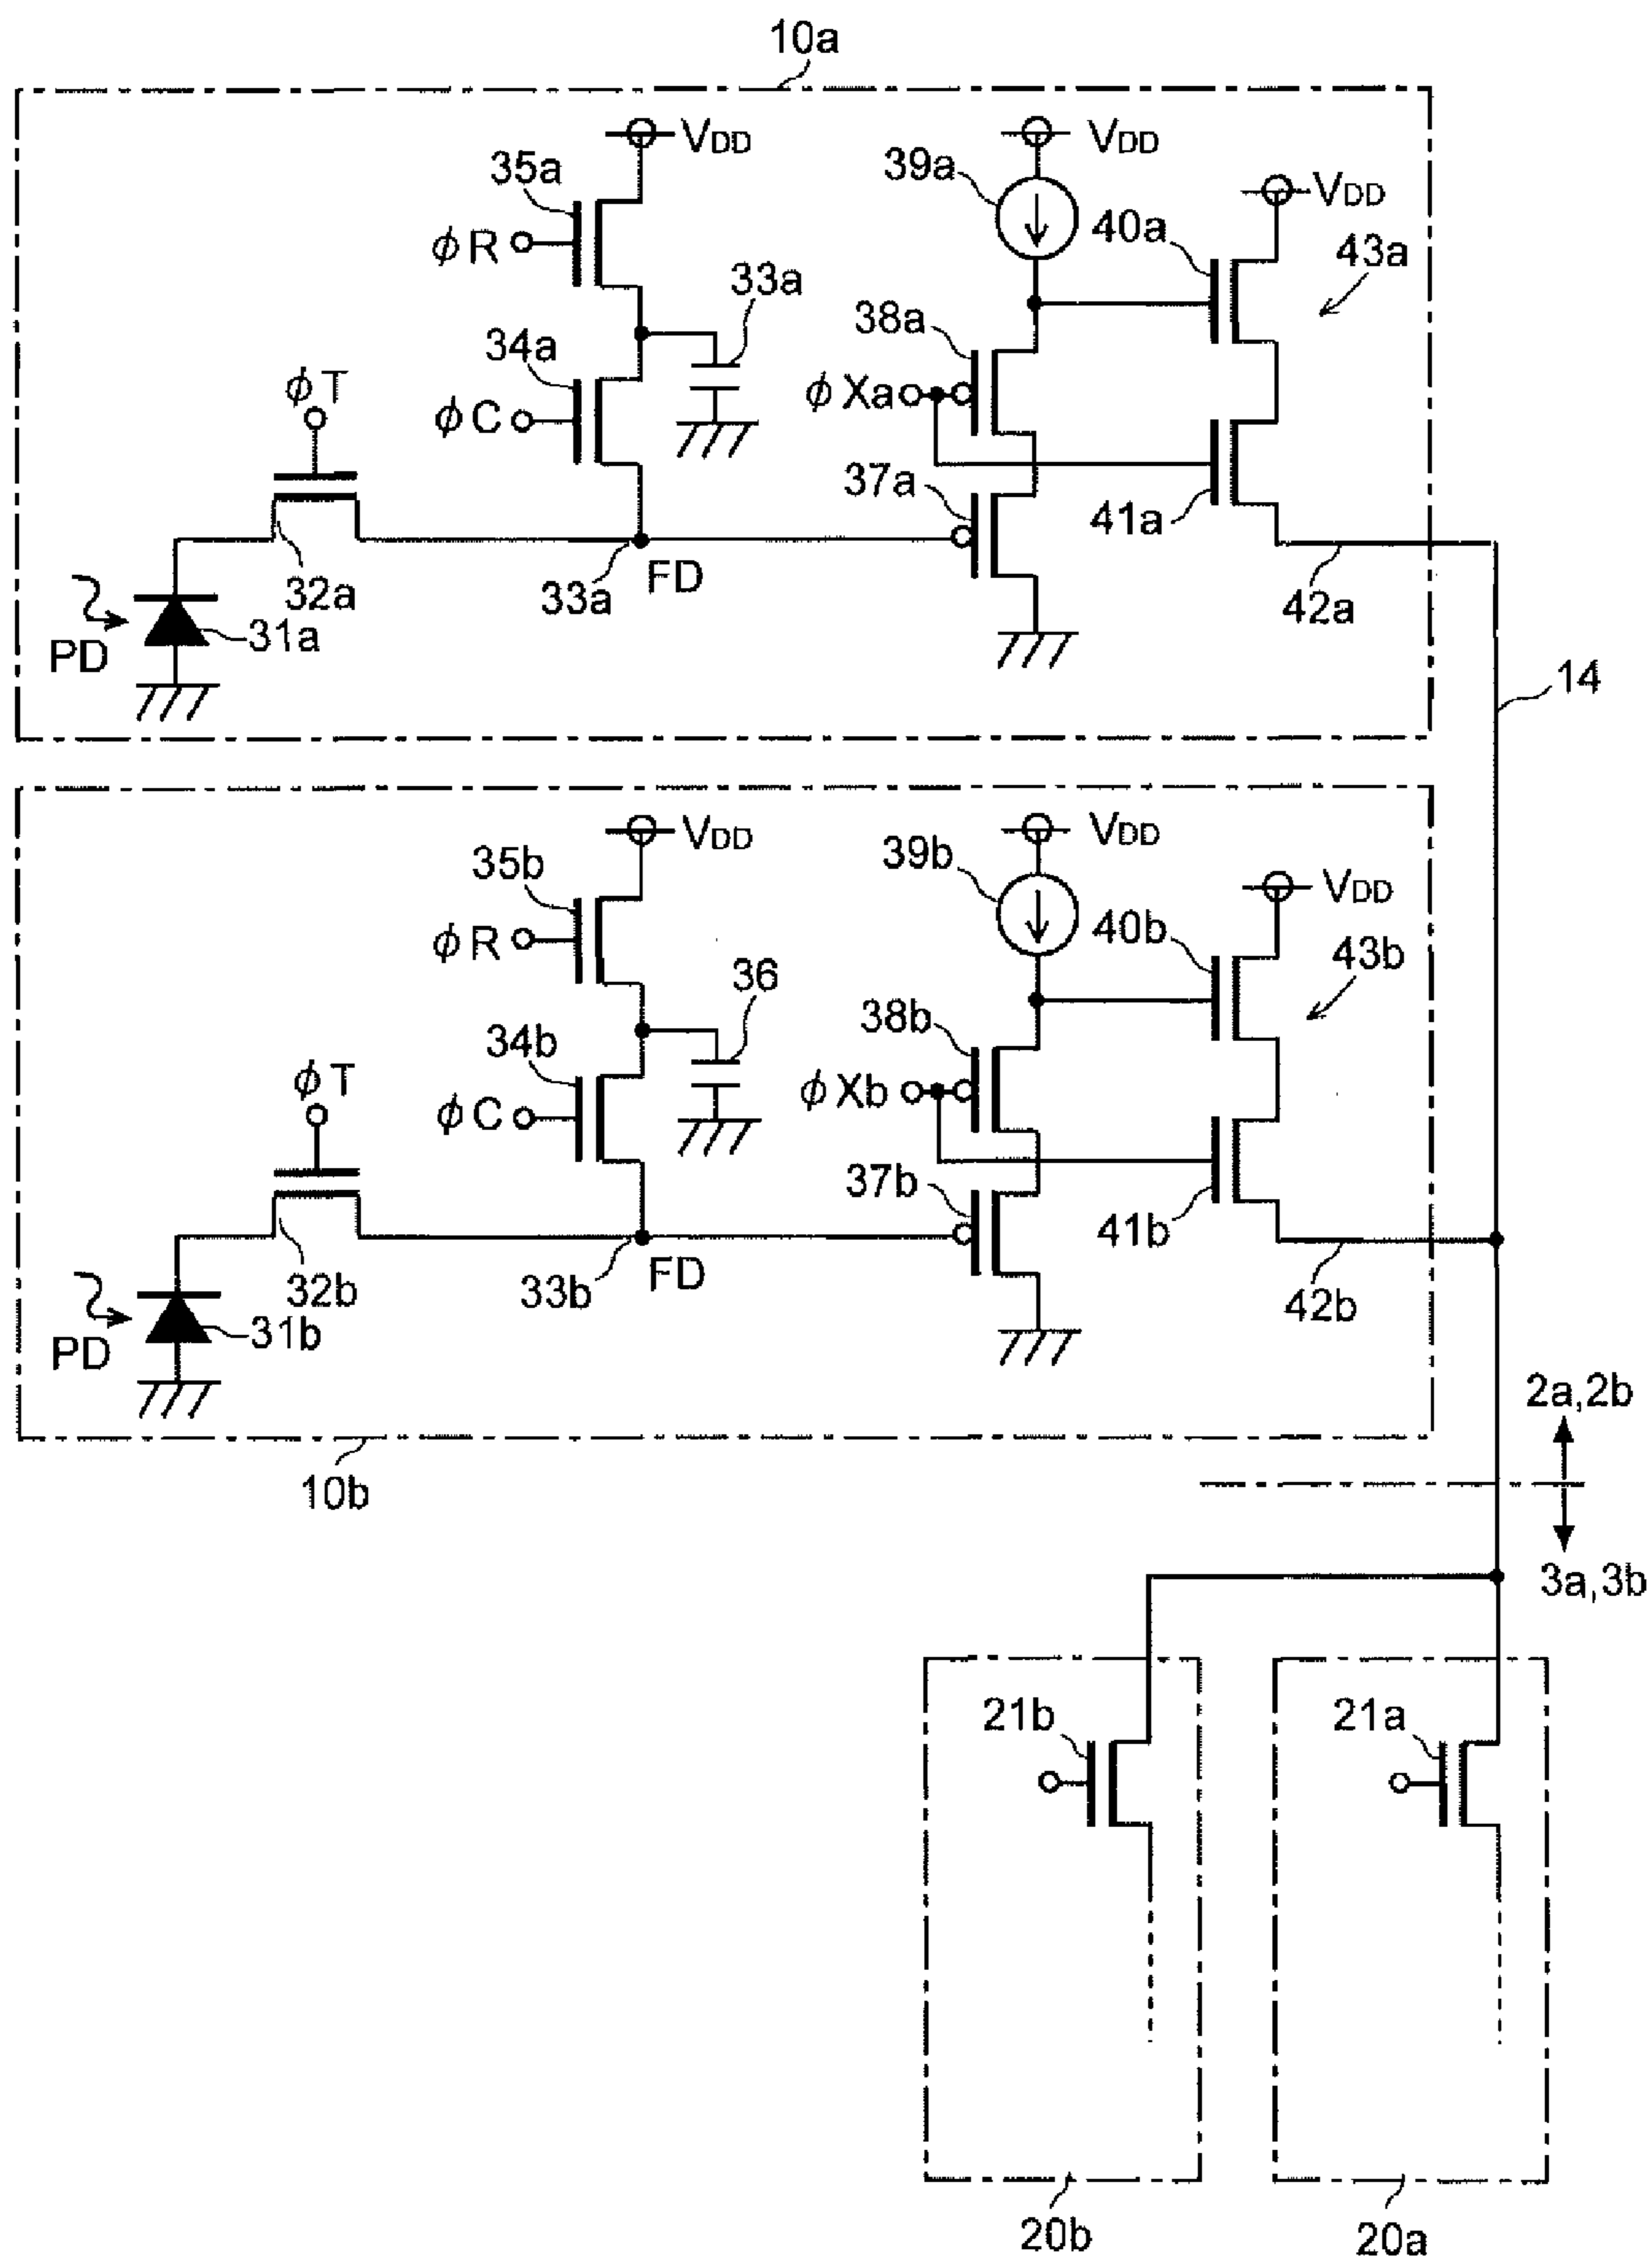 10a
VDD
VDD
35a
39a
VDD
40a
43a
φR
33a
38a
34a
φT
φXa
φC
37a
41a
33a
FD
32a
42a
31a
PD
14
VDD
VDD
35b
39b
VDD
40b
43b
φR
36
38b
34b
φT
φXb
φC
37b
41b
33b
FD
32b
42b
31b
PD
2a,2b
10b
3a,3b
21b
21a
20b
20a